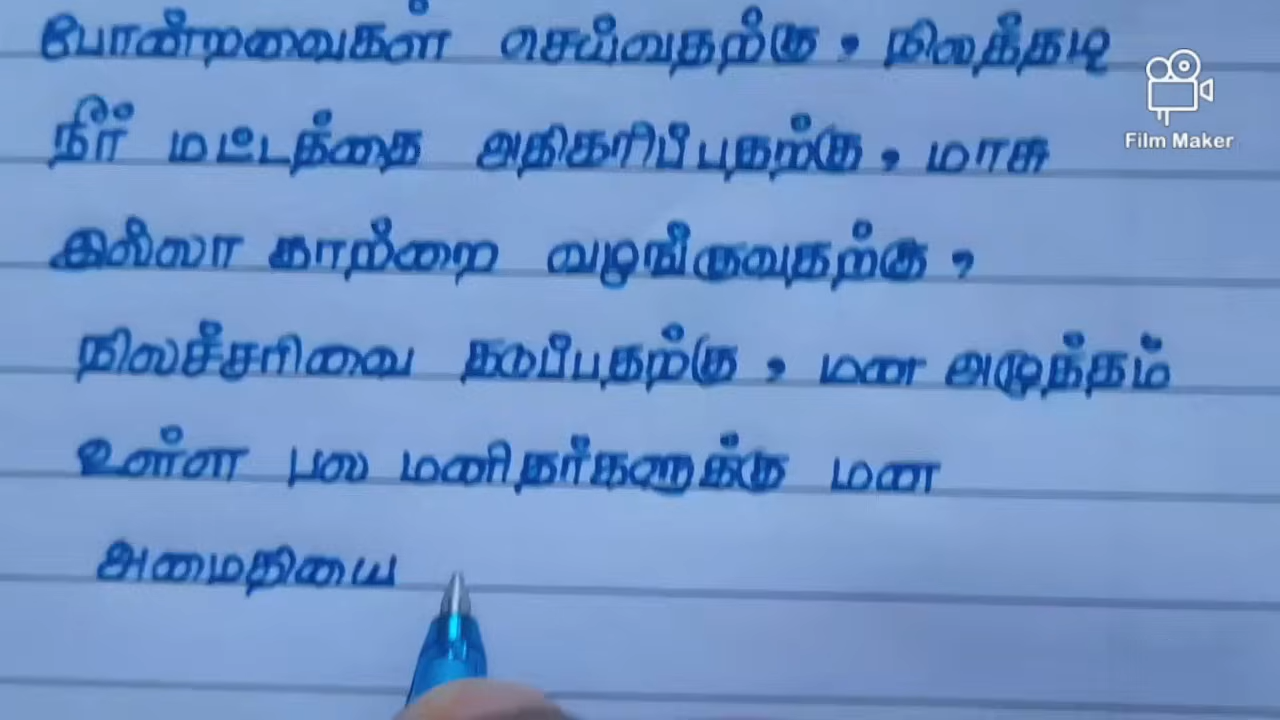 போன்றவைகள் செய்வதற்கு, நிலத்தடி
நீர் மட்டத்தை அதிகரிப்பதற்கு, மாசு
இல்லா காற்றை வழங்குவதற்கு,
நிலச்சரிவை தடுப்பதற்கு, மன அழுத்தம்
உள்ள பல மனிதர்களுக்கு மன
அமைதியை
Film Maker